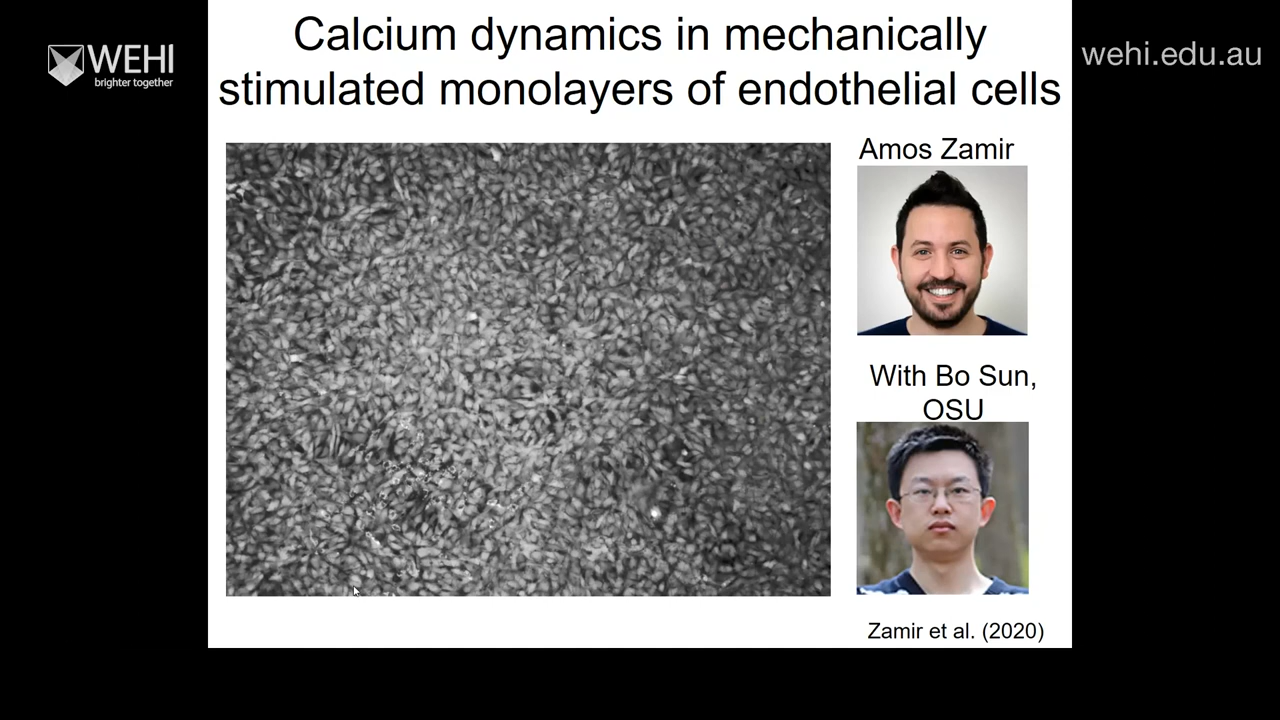 WEHI
brighter together
wehi.edu.au
Calcium dynamics in mechanically
stimulated monolayers of endothelial cells
Amos Zamir
With Bo Sun,
OSU
Zamir et al. (2020)